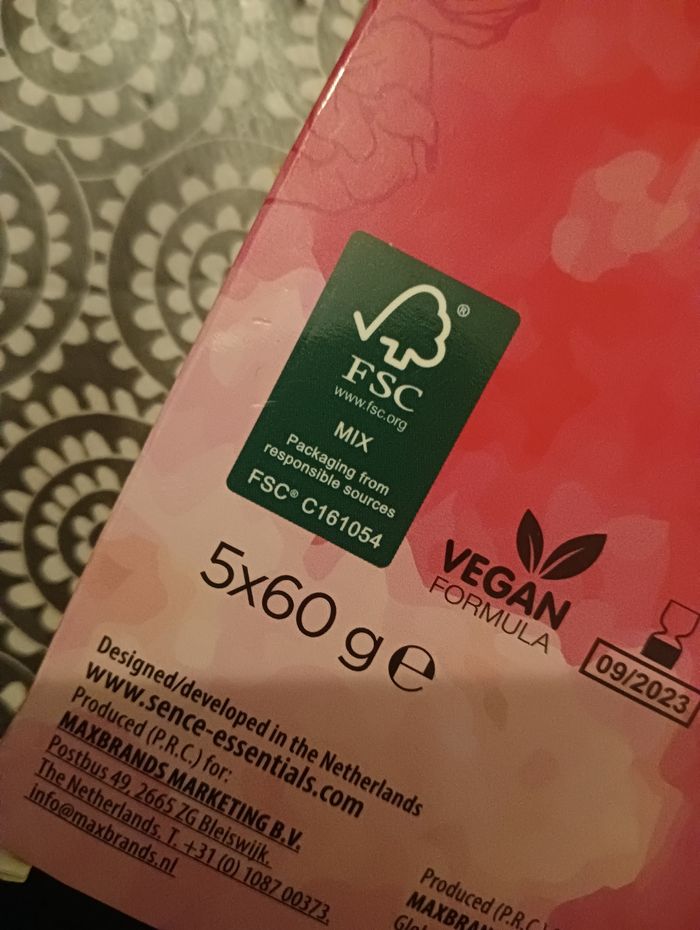 FSC®
www.fsc.org
MIX
Packaging from
responsible sources
FSC® C161054
VEGAN
FORMULA
5x60 g ℮
09/2023
Designed/developed in the Netherlands
www.sence-essentials.com
Produced (P.R.C.) for:
MAXBRANDS MARKETING B.V.
Postbus 49, 2665 ZG Bleiswijk.
The Netherlands. T. +31 (0) 1087 00373.
info@maxbrands.nl
Produced (P.R.C.)